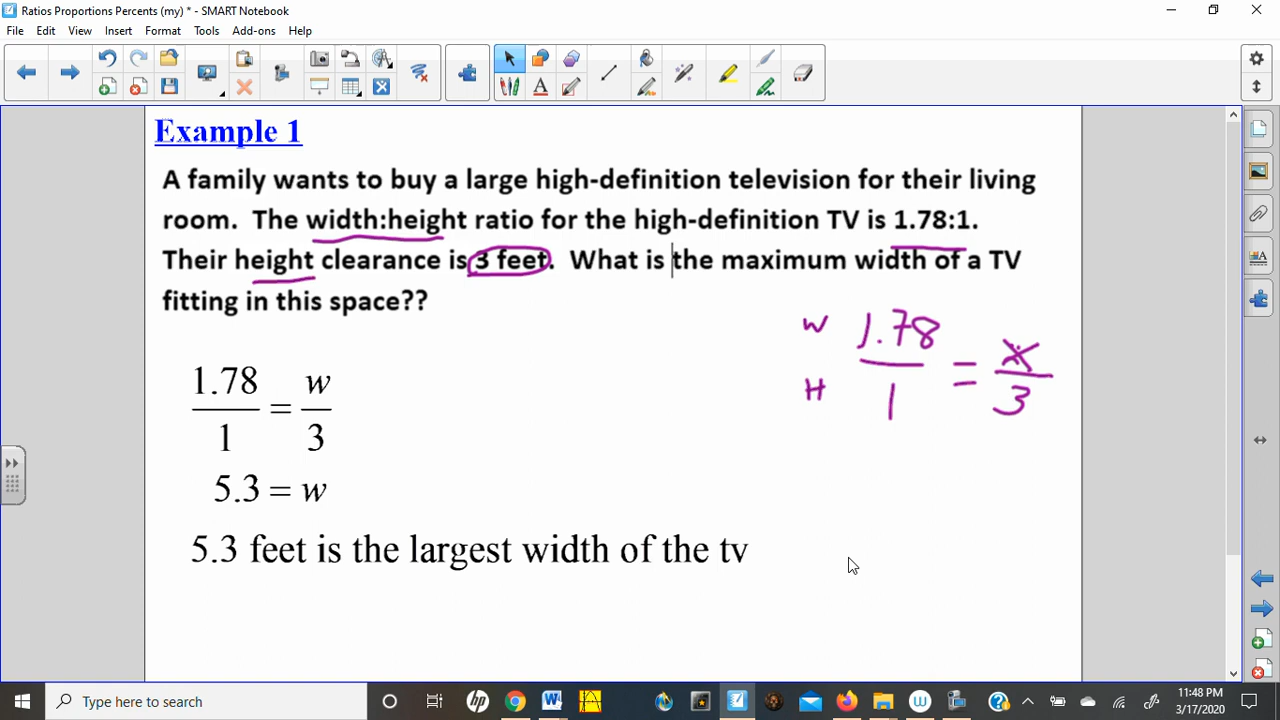 Ratios Proportions Percents (my) * - SMART Notebook
File Edit View Insert Format Tools Add-ons Help
Example 1
A family wants to buy a large high-definition television for their living
room. The width:height ratio for the high-definition TV is 1.78:1.
Their height clearance is 3 feet. What is the maximum width of a TV
fitting in this space??
W 1.78 = x
H 1 3
1.78 = w
1 3
5.3 = w
5.3 feet is the largest width of the tv
Type here to search
11:48 PM
3/17/2020